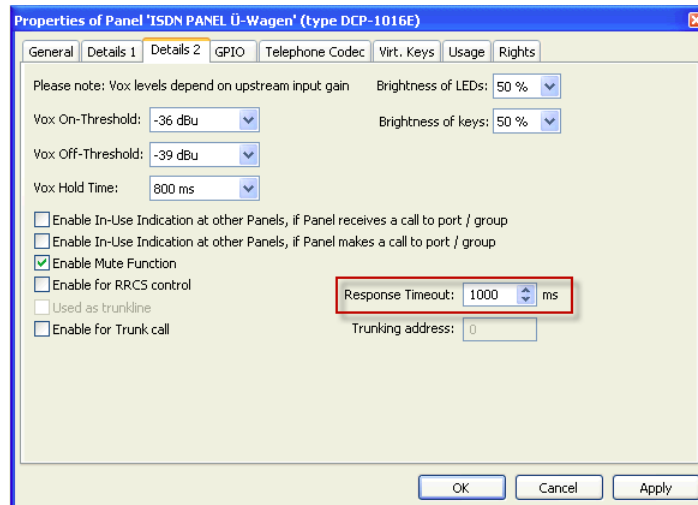 Properties of Panel 'ISDN PANEL Ü-Wagen' (type DCP-1016E)
General Details 1 Details 2 GPIO Telephone Codec Virt. Keys Usage Rights
Please note: Vox levels depend on upstream input gain Brightness of LEDs: 50 %
Vox On-Threshold: -36 dBu Brightness of keys: 50 %
Vox Off-Threshold: -39 dBu
Vox Hold Time: 800 ms
Enable In-Use Indication at other Panels, if Panel receives a call to port / group
Enable In-Use Indication at other Panels, if Panel makes a call to port / group
Enable Mute Function
Enable for RRCS control Response Timeout: 1000 ms
Used as trunkline
Enable for Trunk call Trunking address: 0
OK Cancel Apply